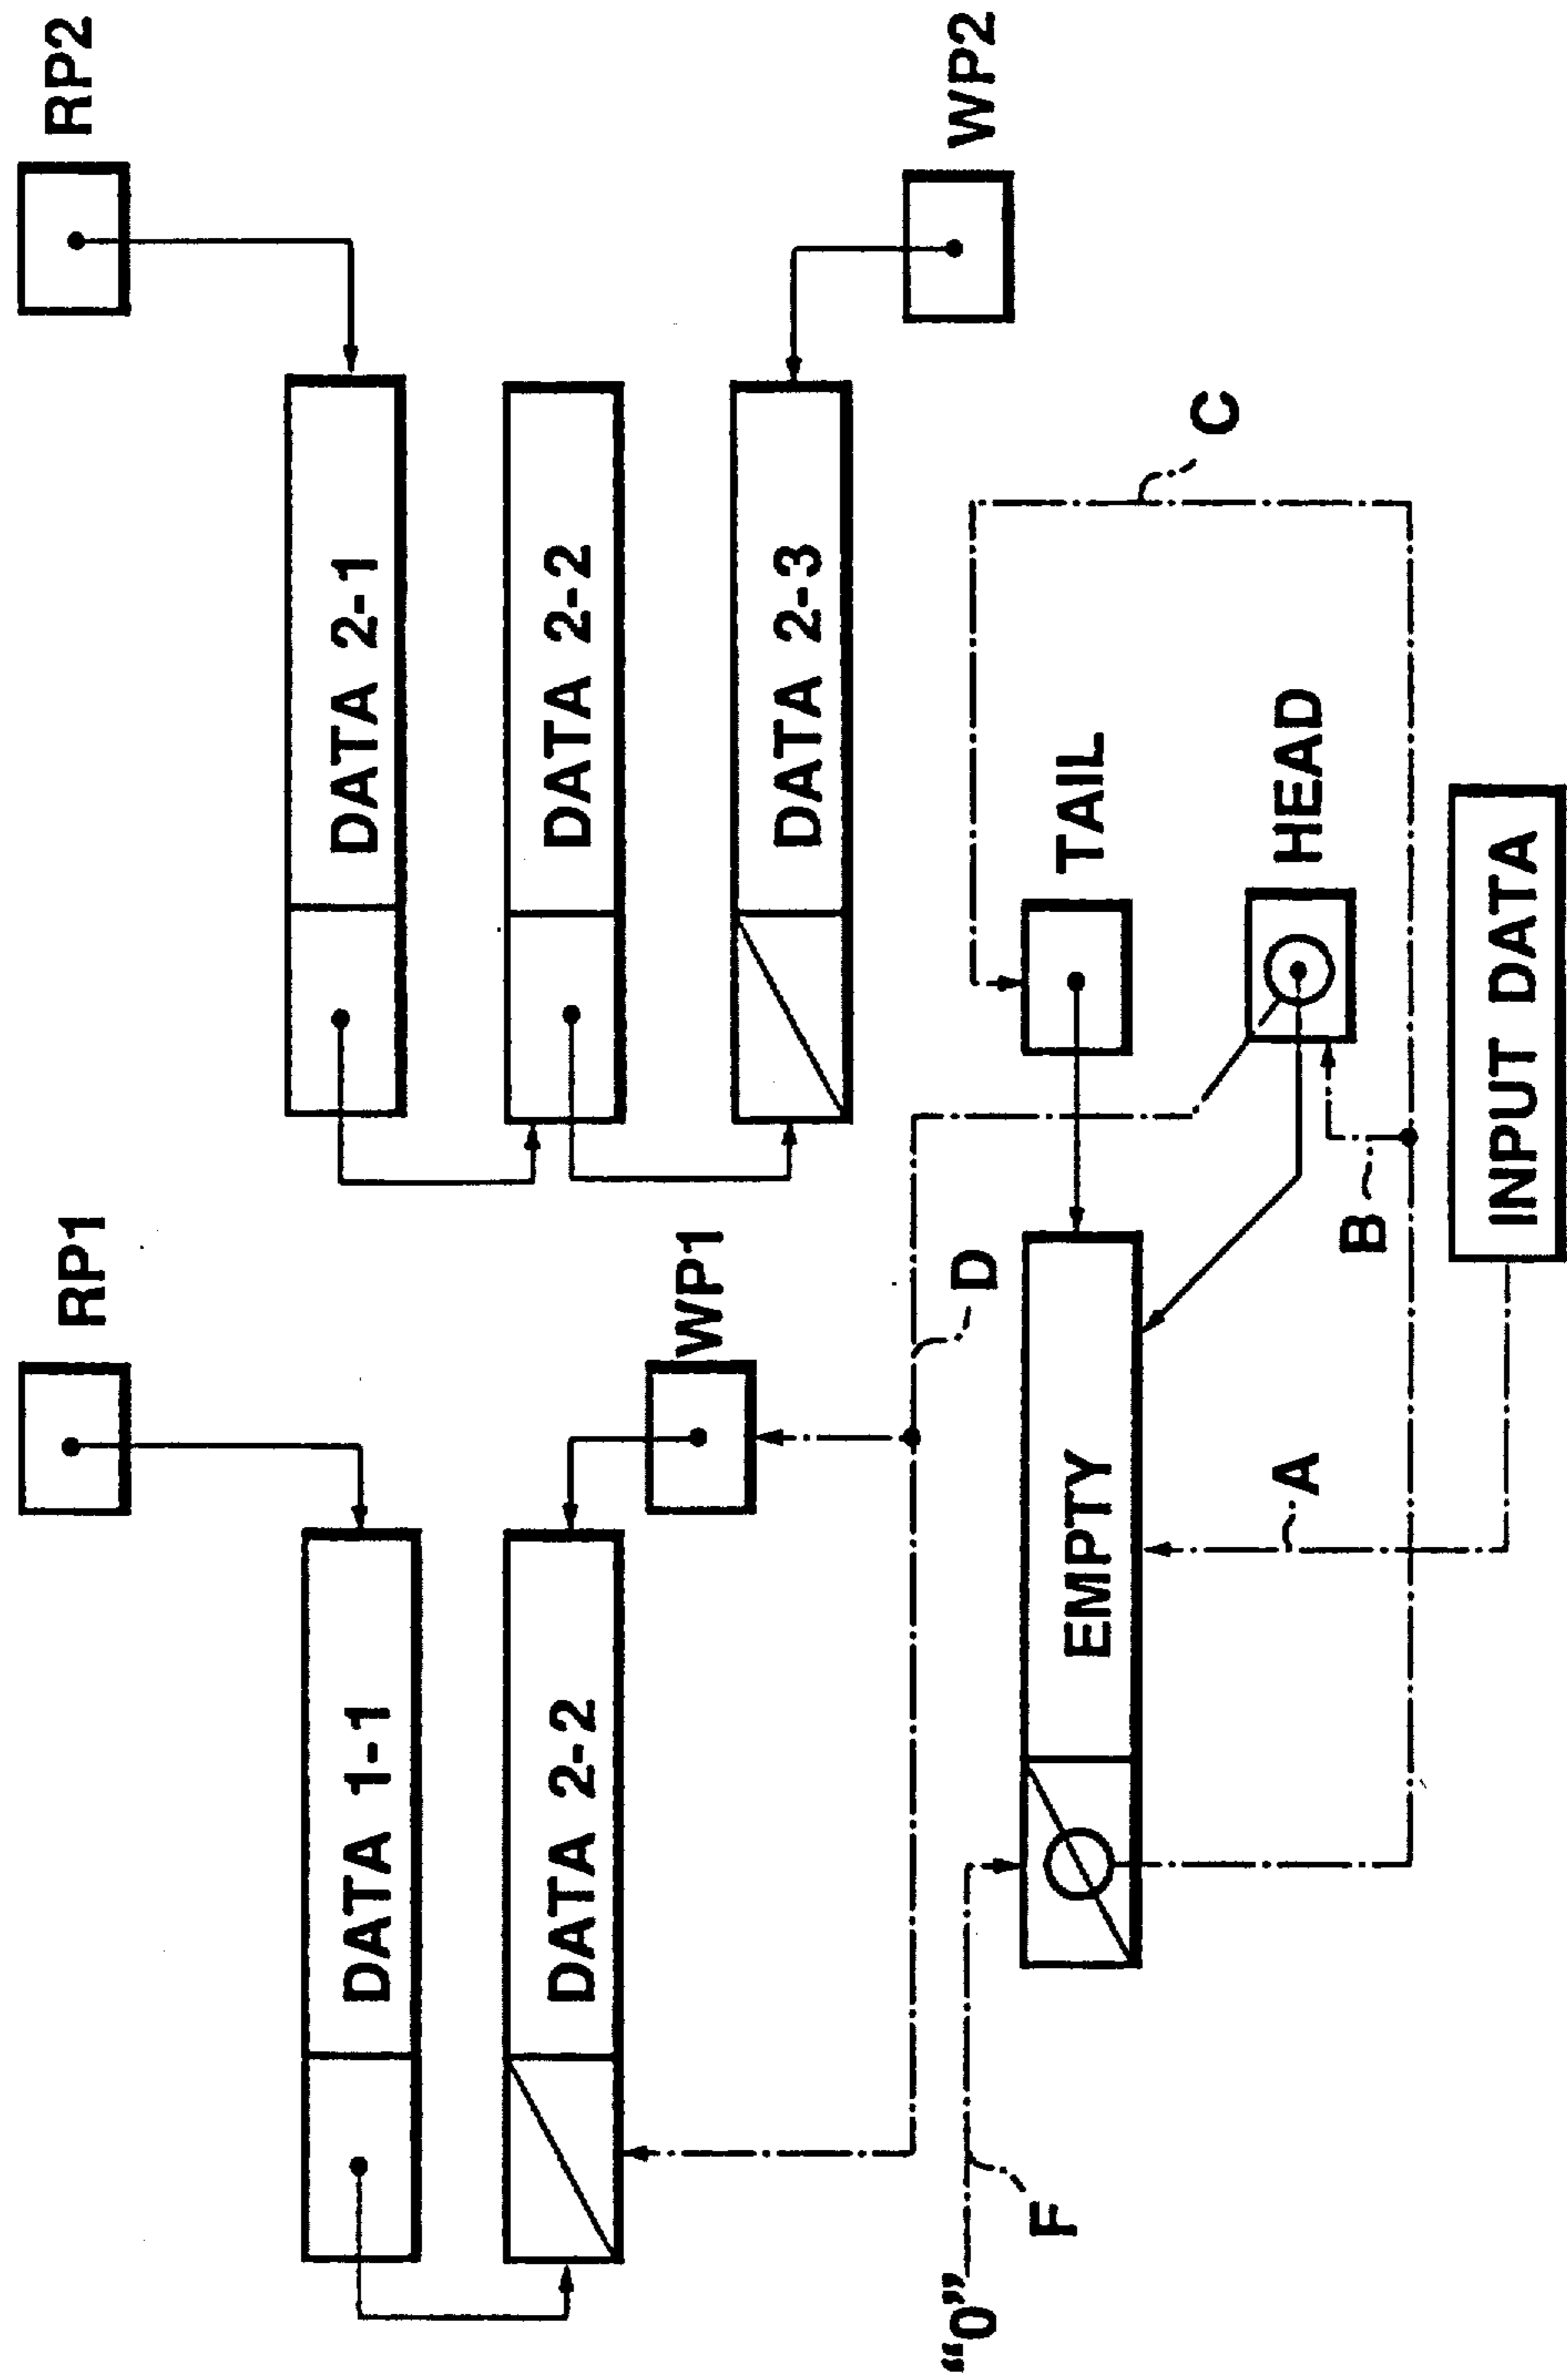 RP1
RP2
DATA 1-1
DATA 2-1
DATA 2-2
DATA 2-2
WP1
DATA 2-3
WP2
"0"
F
D
EMPTY
TAIL
C
A
B
HEAD
INPUT DATA